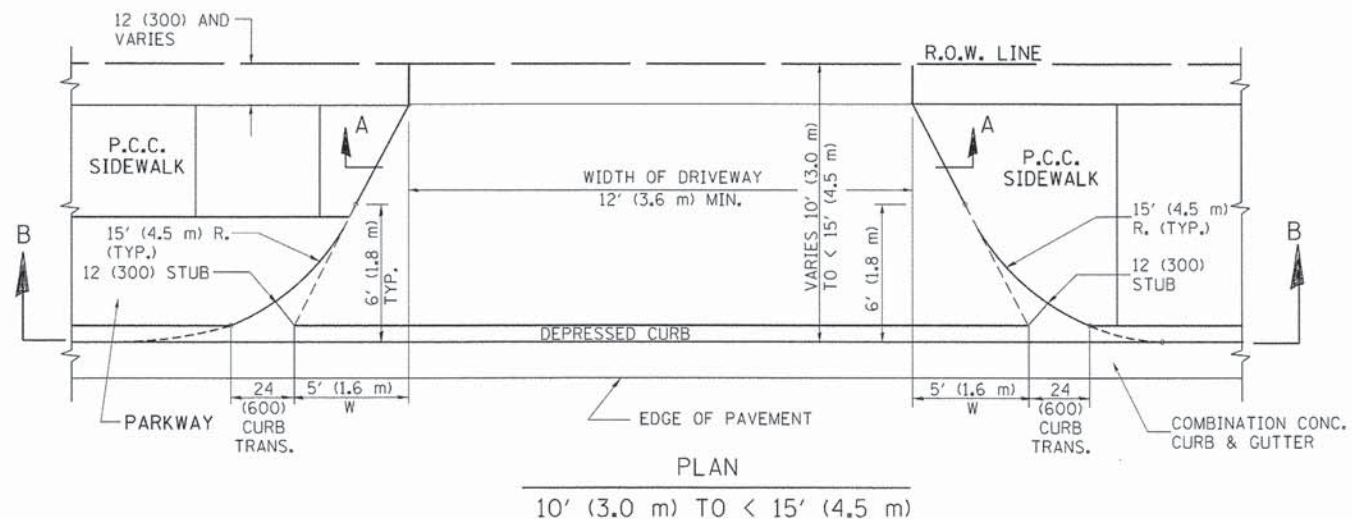 12 (300) AND
VARIES
R.O.W. LINE
A
A
P.C.C.
SIDEWALK
P.C.C.
SIDEWALK
WIDTH OF DRIVEWAY
12' (3.6 m) MIN.
VARIES 10' (3.0 m)
TO < 15' (4.5 m)
B
B
15' (4.5 m) R.
(TYP.)
12 (300) STUB
6' (1.8 m)
TYP.
6' (1.8 m)
15' (4.5 m)
R. (TYP.)
12 (300)
STUB
DEPRESSED CURB
24
(600)
CURB
TRANS.
5' (1.6 m)
W
5' (1.6 m)
W
24
(600)
CURB
TRANS.
PARKWAY
EDGE OF PAVEMENT
COMBINATION CONC.
CURB & GUTTER
PLAN
10' (3.0 m) TO < 15' (4.5 m)